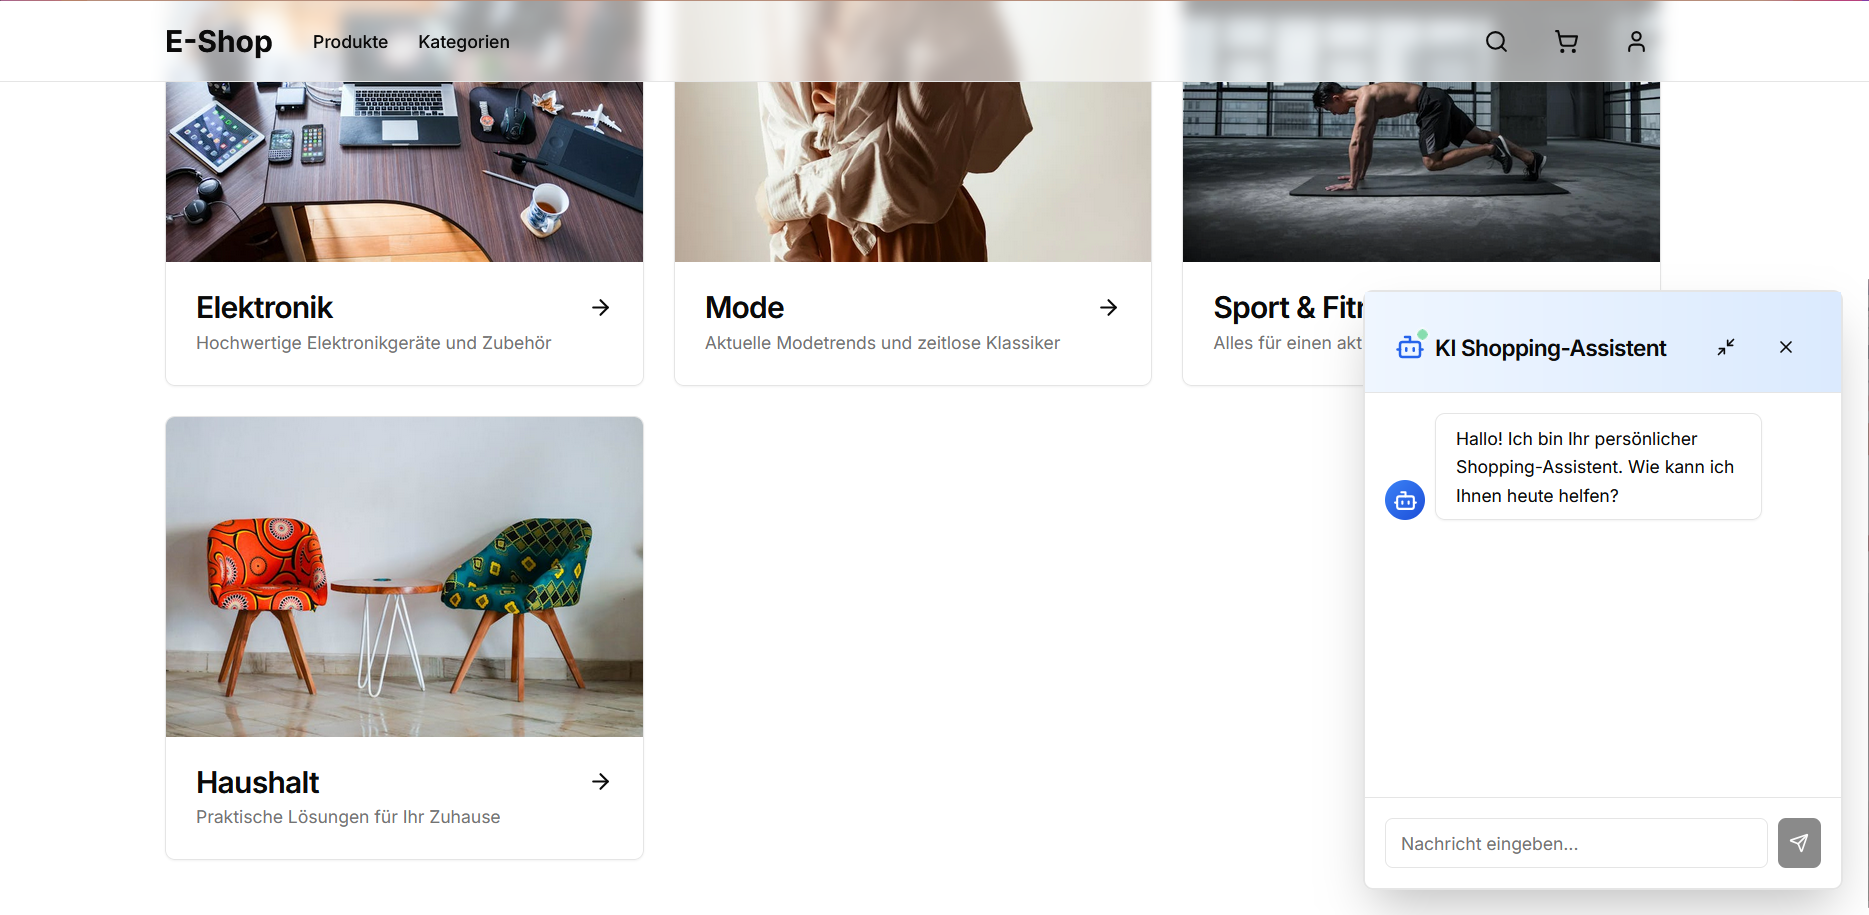 E-Shop
Produkte
Kategorien
Elektronik
Hochwertige Elektronikgeräte und Zubehör
Mode
Aktuelle Modetrends und zeitlose Klassiker
Sport & Fit
Alles für einen akt
Haushalt
Praktische Lösungen für Ihr Zuhause
KI Shopping-Assistent
Hallo! Ich bin Ihr persönlicher
Shopping-Assistent. Wie kann ich
Ihnen heute helfen?
Nachricht eingeben...